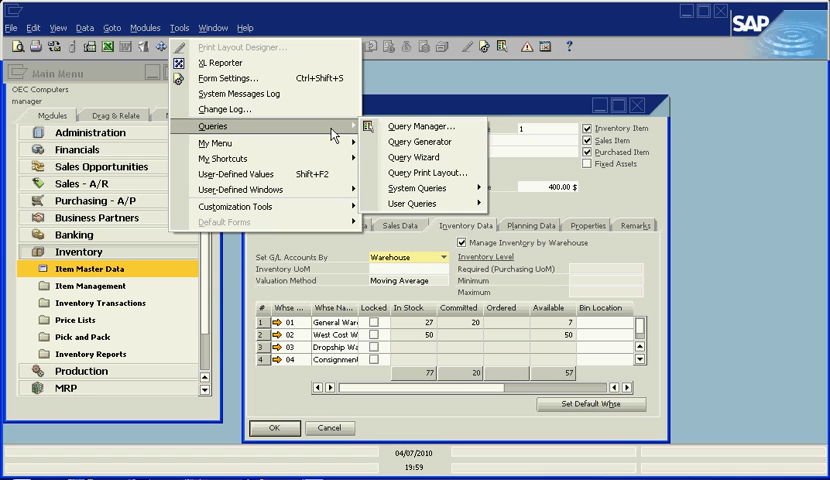 File Edit View Data Goto Modules Tools Window Help
SAP
Print Layout Designer...
XL Reporter
Form Settings... Ctrl+Shift+S
System Messages Log
Change Log...
Queries
My Menu
My Shortcuts
User-Defined Values Shift+F2
User-Defined Windows
Customization Tools
Default Forms
Query Manager...
Query Generator
Query Wizard
Query Print Layout...
System Queries
User Queries
Main Menu
OEC Computers
manager
Modules Drag & Relate
Administration
Financials
Sales Opportunities
Sales - A/R
Purchasing - A/P
Business Partners
Banking
Inventory
Item Master Data
Item Management
Inventory Transactions
Price Lists
Pick and Pack
Inventory Reports
Production
MRP
1
Inventory Item
Sales Item
Purchased Item
Fixed Assets
400.00 $
Sales Data Inventory Data Planning Data Properties Remarks
Manage Inventory by Warehouse
Set G/L Accounts By Warehouse Inventory Level
Inventory UoM Required (Purchasing UoM)
Valuation Method Moving Average Minimum
Maximum
# Whse ... Whse Na... Locked In Stock Committed Ordered Available Bin Location
1 01 General Ware 27 20 7
2 02 West Cost W 50 50
3 03 Dropship Wa
4 04 Consignment
77 20 57
Set Default Whse
OK Cancel
04/07/2010
19:59